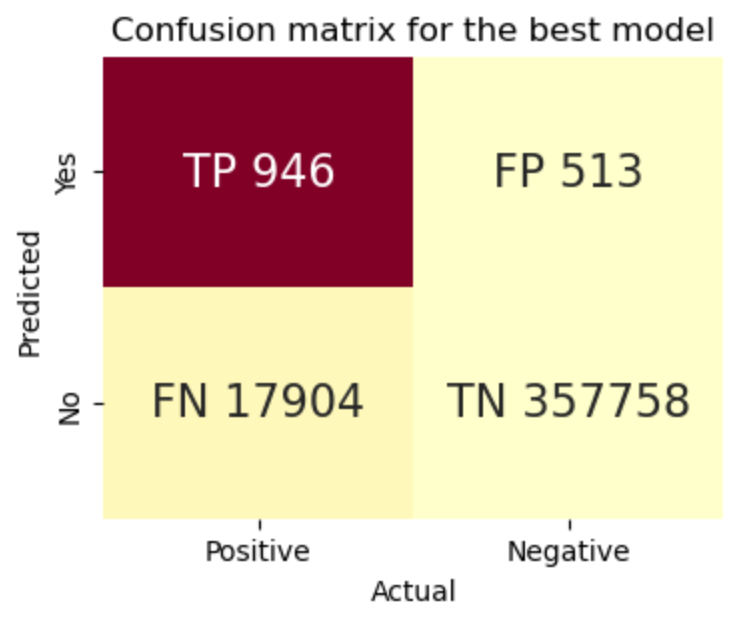 Confusion matrix for the best model
Predicted
Yes
TP 946
FP 513
No
FN 17904
TN 357758
Positive
Negative
Actual